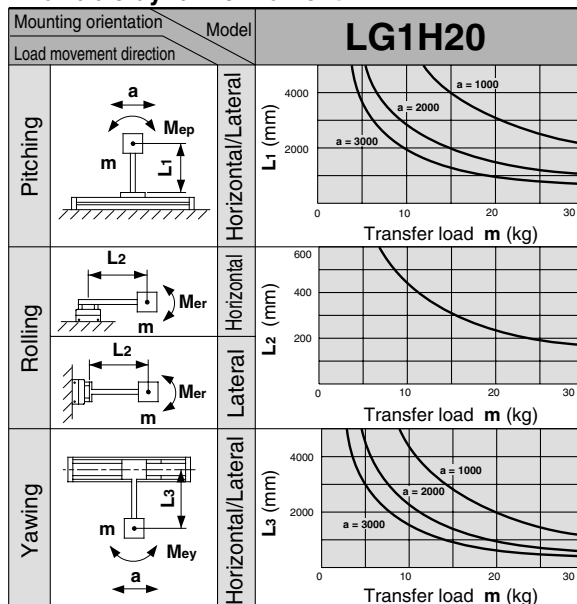 Mounting orientation
Model
Load movement direction
LG1H20
Pitching
a
Mep
m
L1
Horizontal/Lateral
L1 (mm)
4000
2000
a = 1000
a = 2000
a = 3000
0
10
20
30
Transfer load m (kg)
Rolling
L2
Mer
m
Horizontal
L2
Mer
m
Lateral
L2 (mm)
600
400
200
0
10
20
30
Transfer load m (kg)
Yawing
L3
m
Mey
a
Horizontal/Lateral
L3 (mm)
4000
2000
a = 1000
a = 2000
a = 3000
0
10
20
30
Transfer load m (kg)